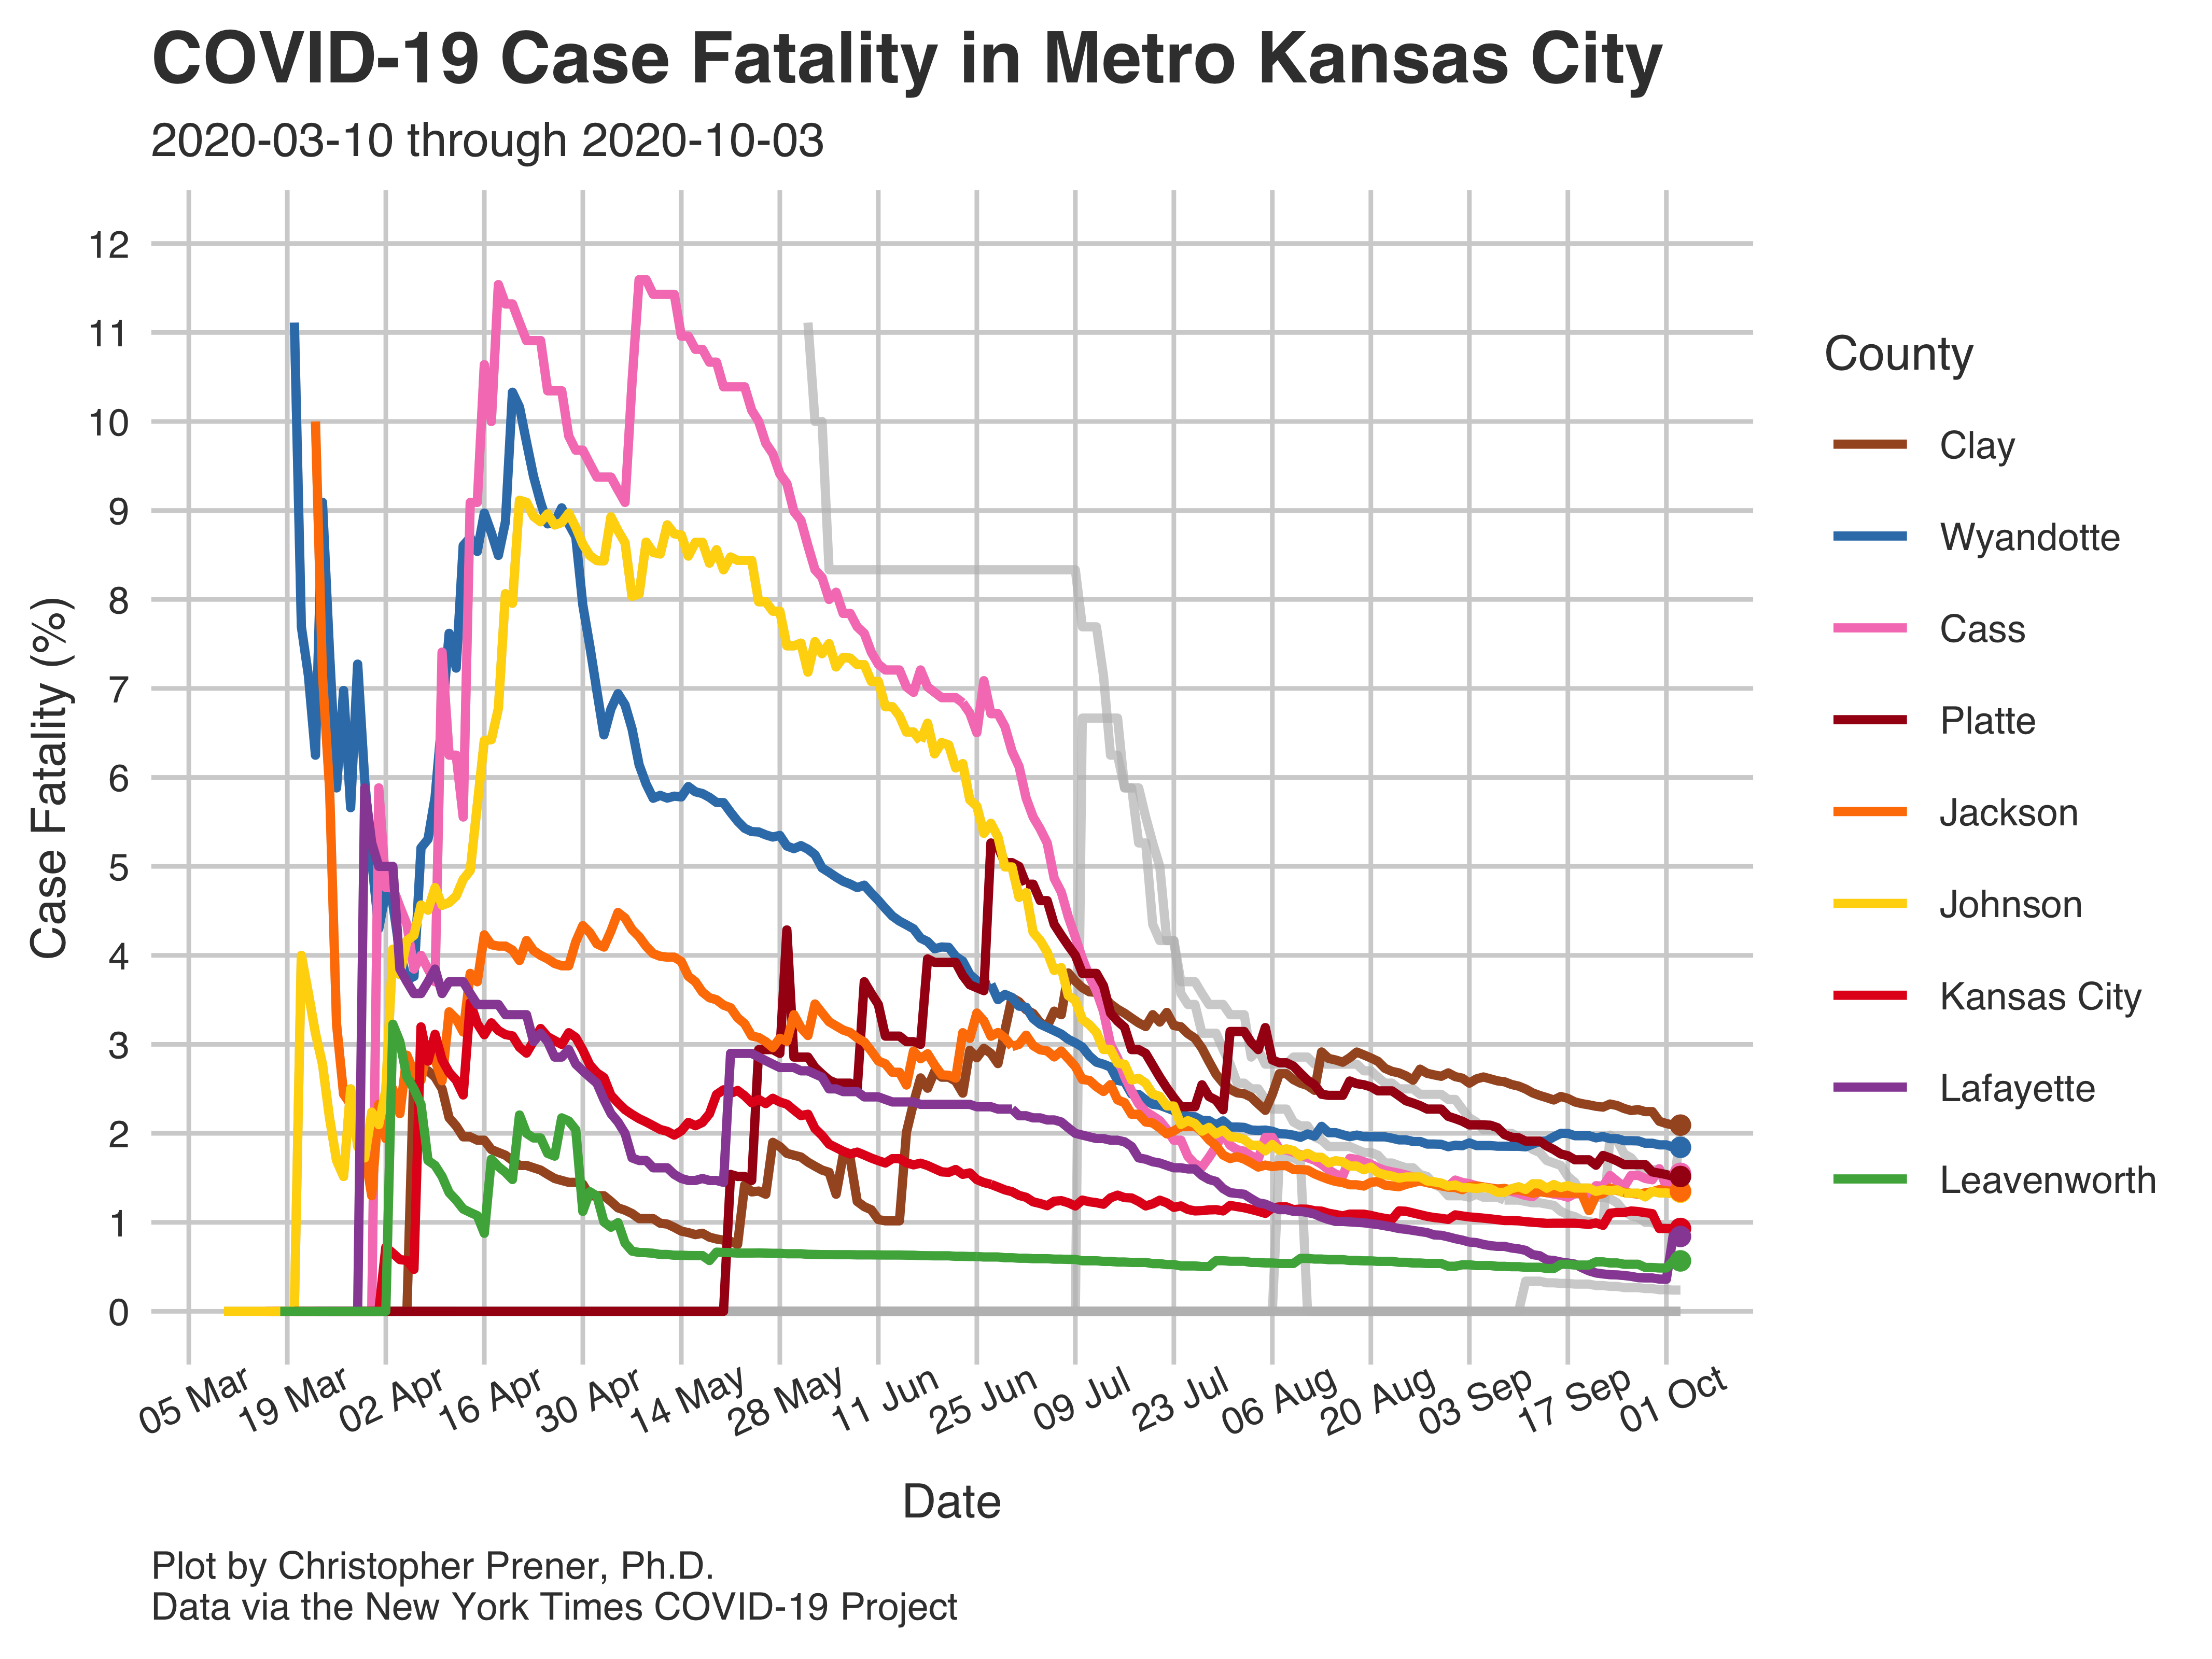 COVID-19 Case Fatality in Metro Kansas City
2020-03-10 through 2020-10-03
Case Fatality (%)
12
11
10
9
8
7
6
5
4
3
2
1
0
05 Mar
19 Mar
02 Apr
16 Apr
30 Apr
14 May
28 May
11 Jun
25 Jun
09 Jul
23 Jul
06 Aug
20 Aug
03 Sep
17 Sep
01 Oct
Date
County
Clay
Wyandotte
Cass
Platte
Jackson
Johnson
Kansas City
Lafayette
Leavenworth
Plot by Christopher Prener, Ph.D.
Data via the New York Times COVID-19 Project